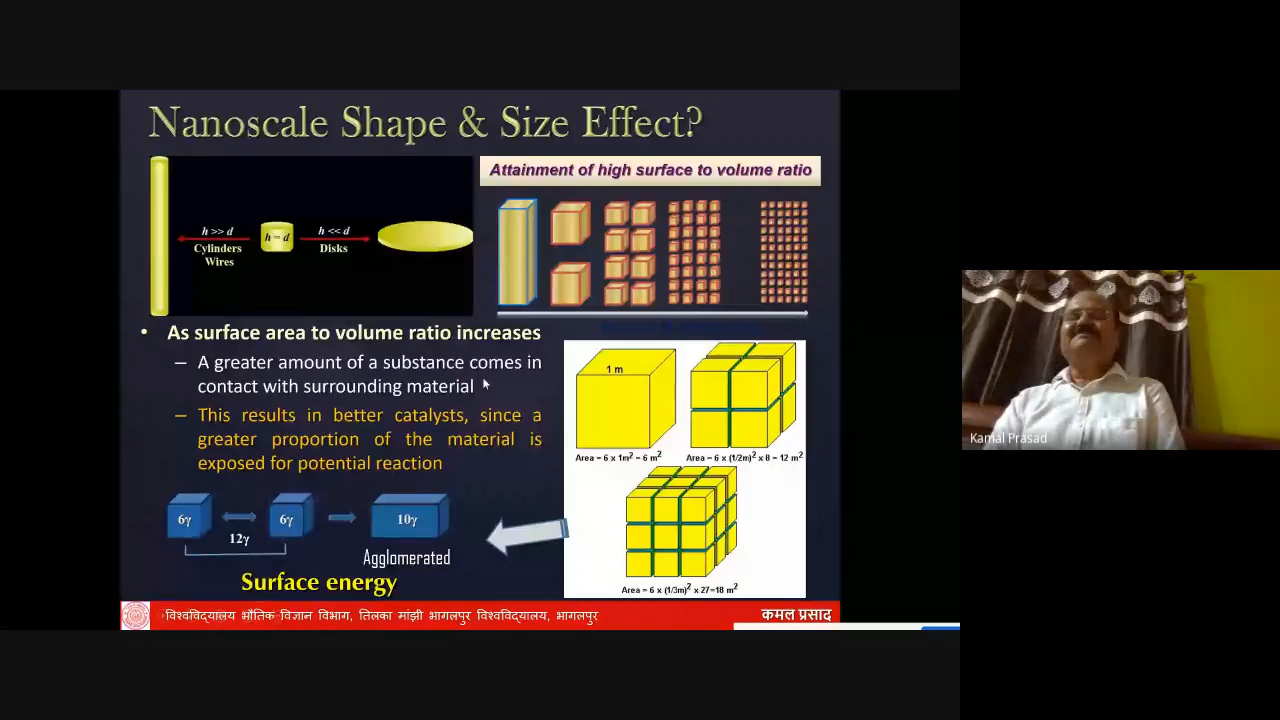 Nanoscale Shape & Size Effect?
Attainment of high surface to volume ratio
h >> d
Cylinders
Wires
h = d
h << d
Disks
• As surface area to volume ratio increases
– A greater amount of a substance comes in
contact with surrounding material
– This results in better catalysts, since a
greater proportion of the material is
exposed for potential reaction
1 m
Area = 6 x 1m² = 6 m²
Area = 6 x (1/2m)² x 8 = 12 m²
Area = 6 x (1/3m)² x 27=18 m²
6γ
6γ
10γ
12γ
Agglomerated
Surface energy
विश्वविद्यालय भौतिक विज्ञान विभाग, तिलका मांझी भागलपुर विश्वविद्यालय, भागलपुर
कमल प्रसाद
Kamal Prasad